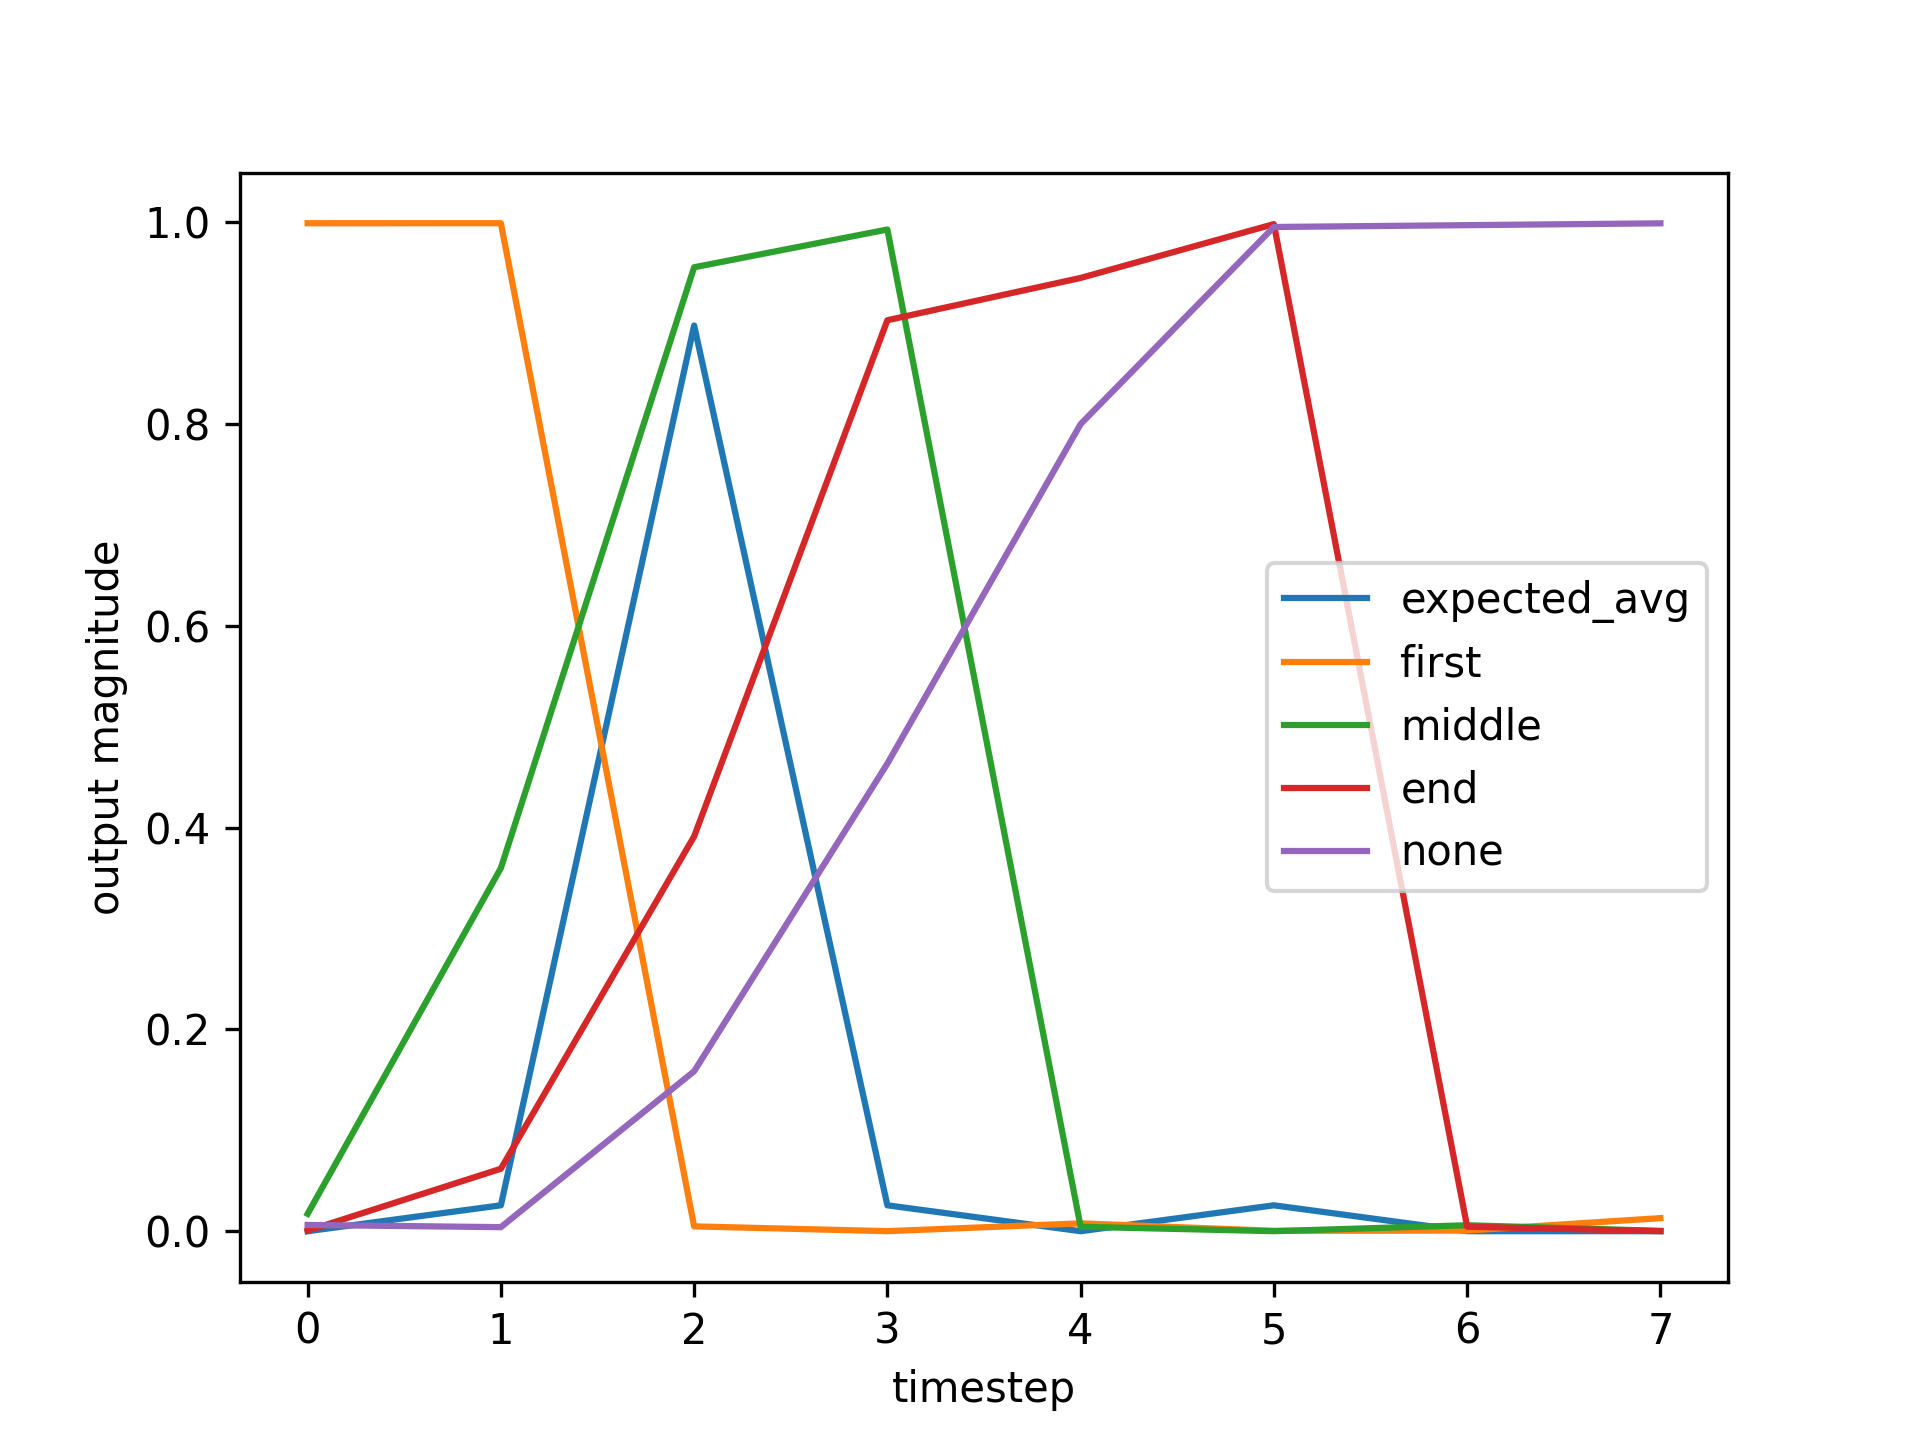 1.0
0.8
0.6
0.4
0.2
0.0
output magnitude
expected_avg
first
middle
end
none
0 1 2 3 4 5 6 7
timestep